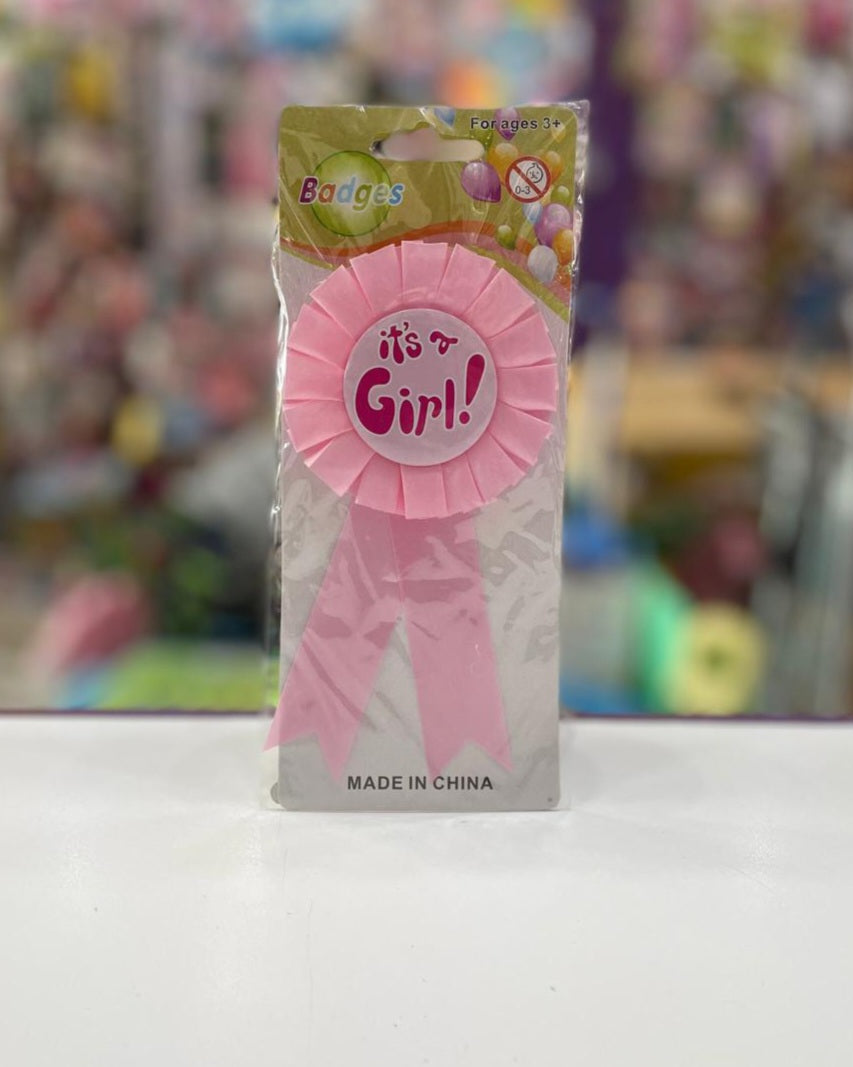 For ages 3+
Badges
0-3
it's a
Girl!
MADE IN CHINA